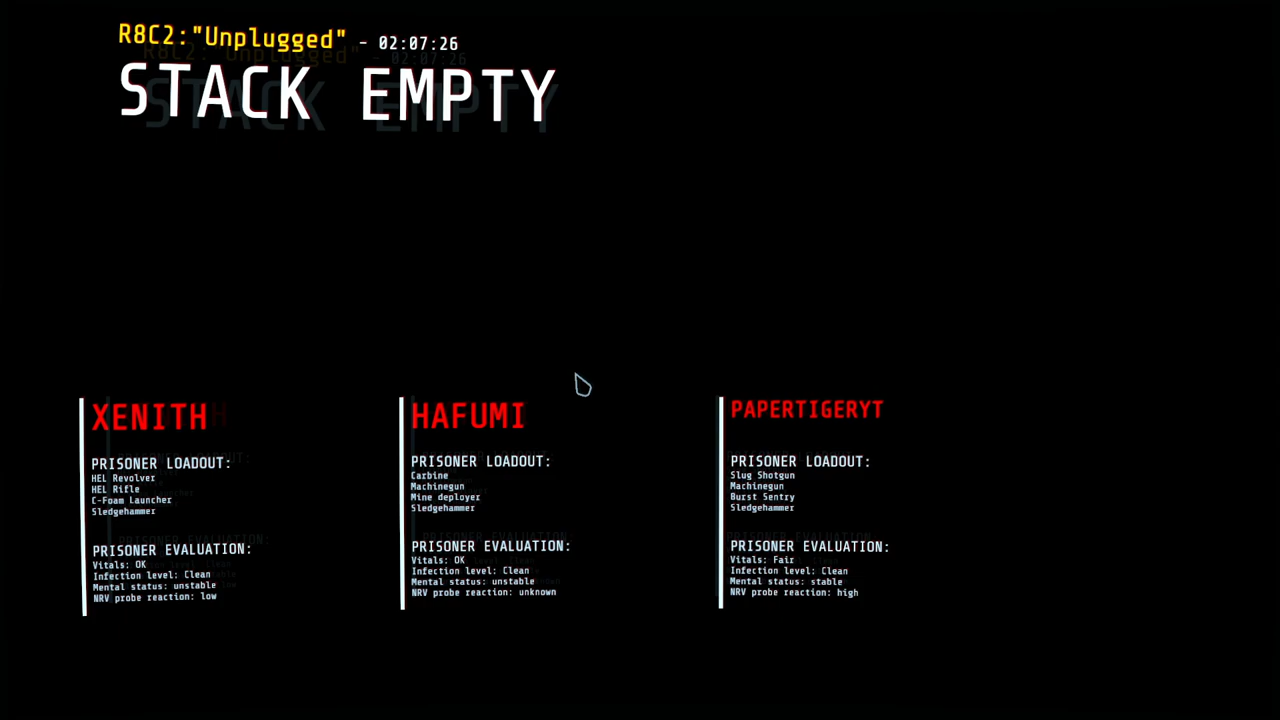 R8C2:"Unplugged" - 02:07:26
STACK EMPTY
XENITH
PRISONER LOADOUT:
HEL Revolver
HEL Rifle
C-Foam Launcher
Sledgehammer
PRISONER EVALUATION:
Vitals: OK
Infection level: Clean
Mental status: unstable
NRV probe reaction: low
HAFUMI
PRISONER LOADOUT:
Carbine
Machinegun
Mine deployer
Sledgehammer
PRISONER EVALUATION:
Vitals: OK
Infection level: Clean
Mental status: unstable
NRV probe reaction: unknown
PAPERTIGERYT
PRISONER LOADOUT:
Slug Shotgun
Machinegun
Burst Sentry
Sledgehammer
PRISONER EVALUATION:
Vitals: Fair
Infection level: Clean
Mental status: stable
NRV probe reaction: high